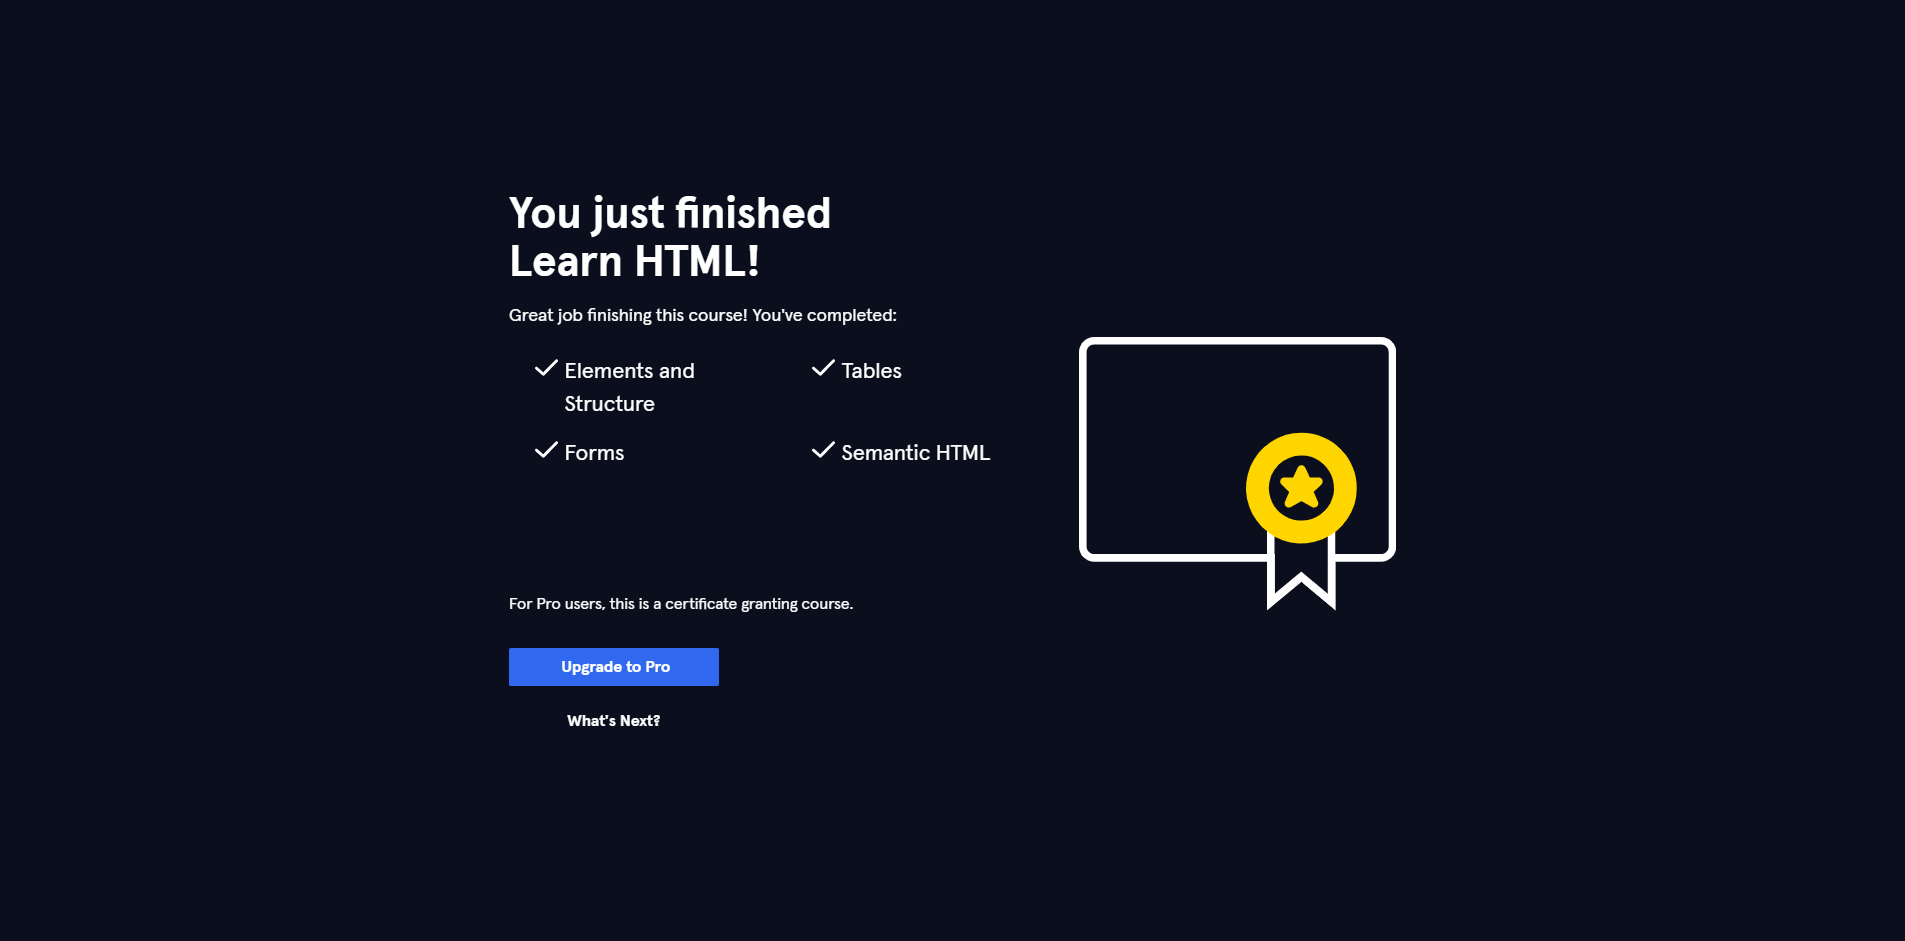 You just finished
Learn HTML!
Great job finishing this course! You've completed:
Elements and
Structure
Tables
Forms
Semantic HTML
For Pro users, this is a certificate granting course.
Upgrade to Pro
What's Next?